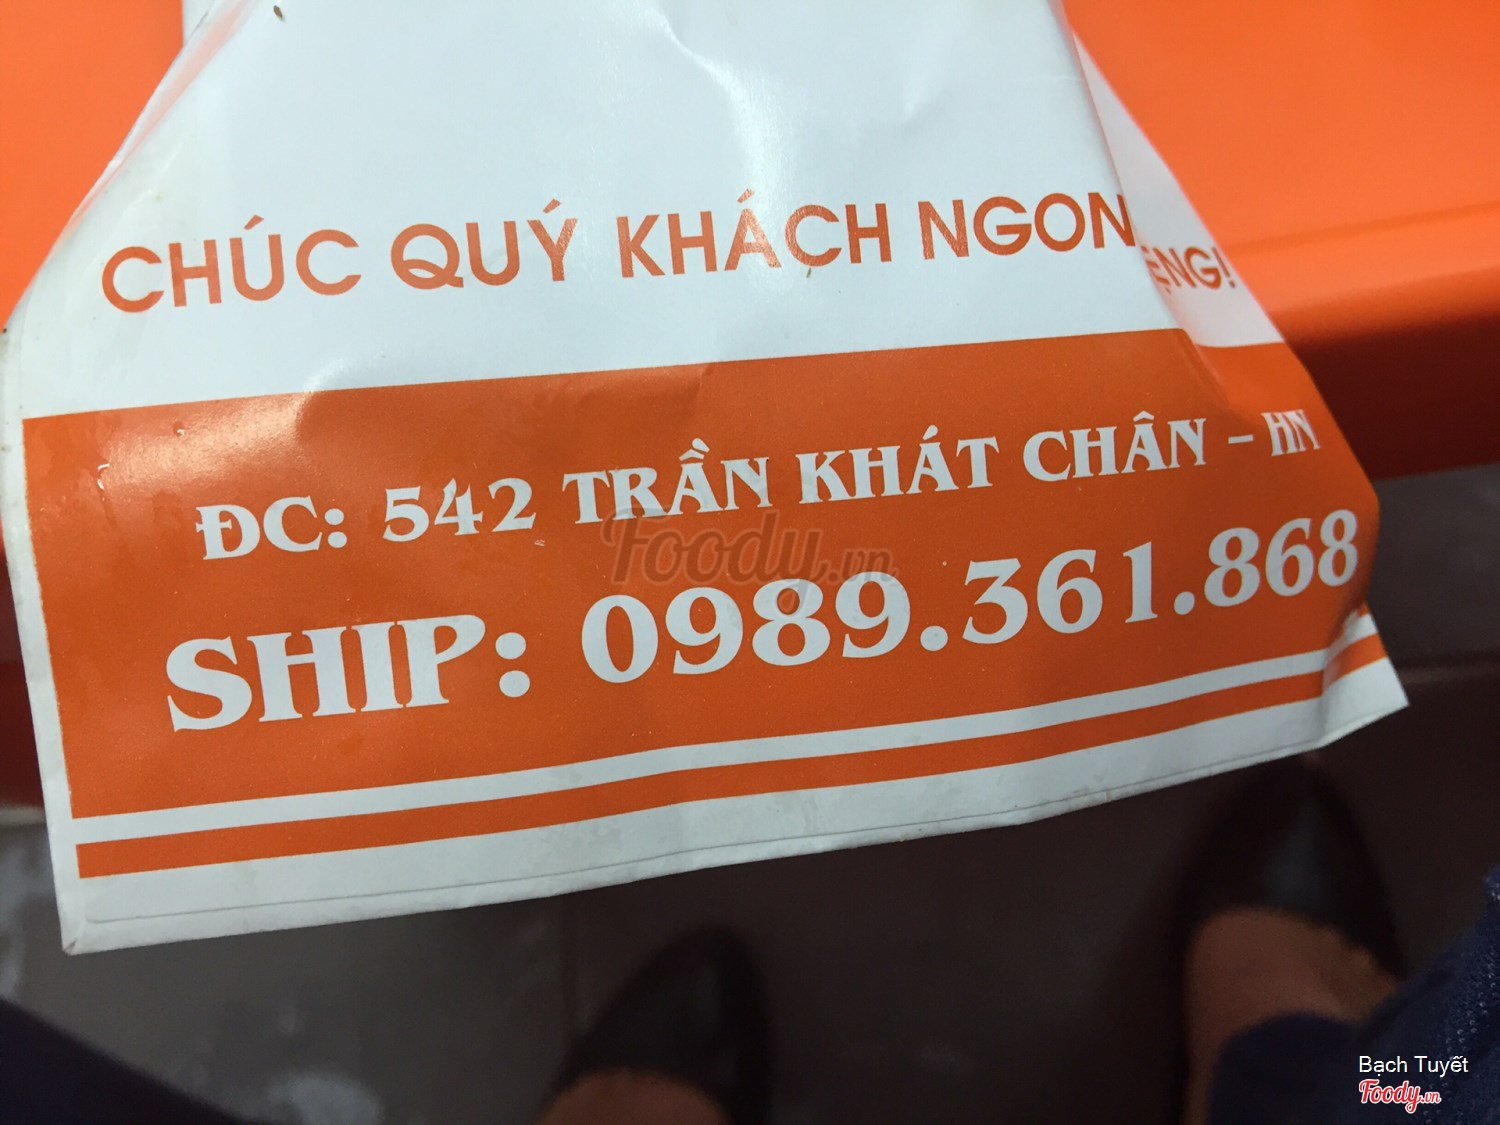 CHÚC QUÝ KHÁCH NGON
ĐC: 542 TRẦN KHÁT CHÂN - HN
SHIP: 0989.361.868
Foody.vn
Bạch Tuyết
Foody.vn